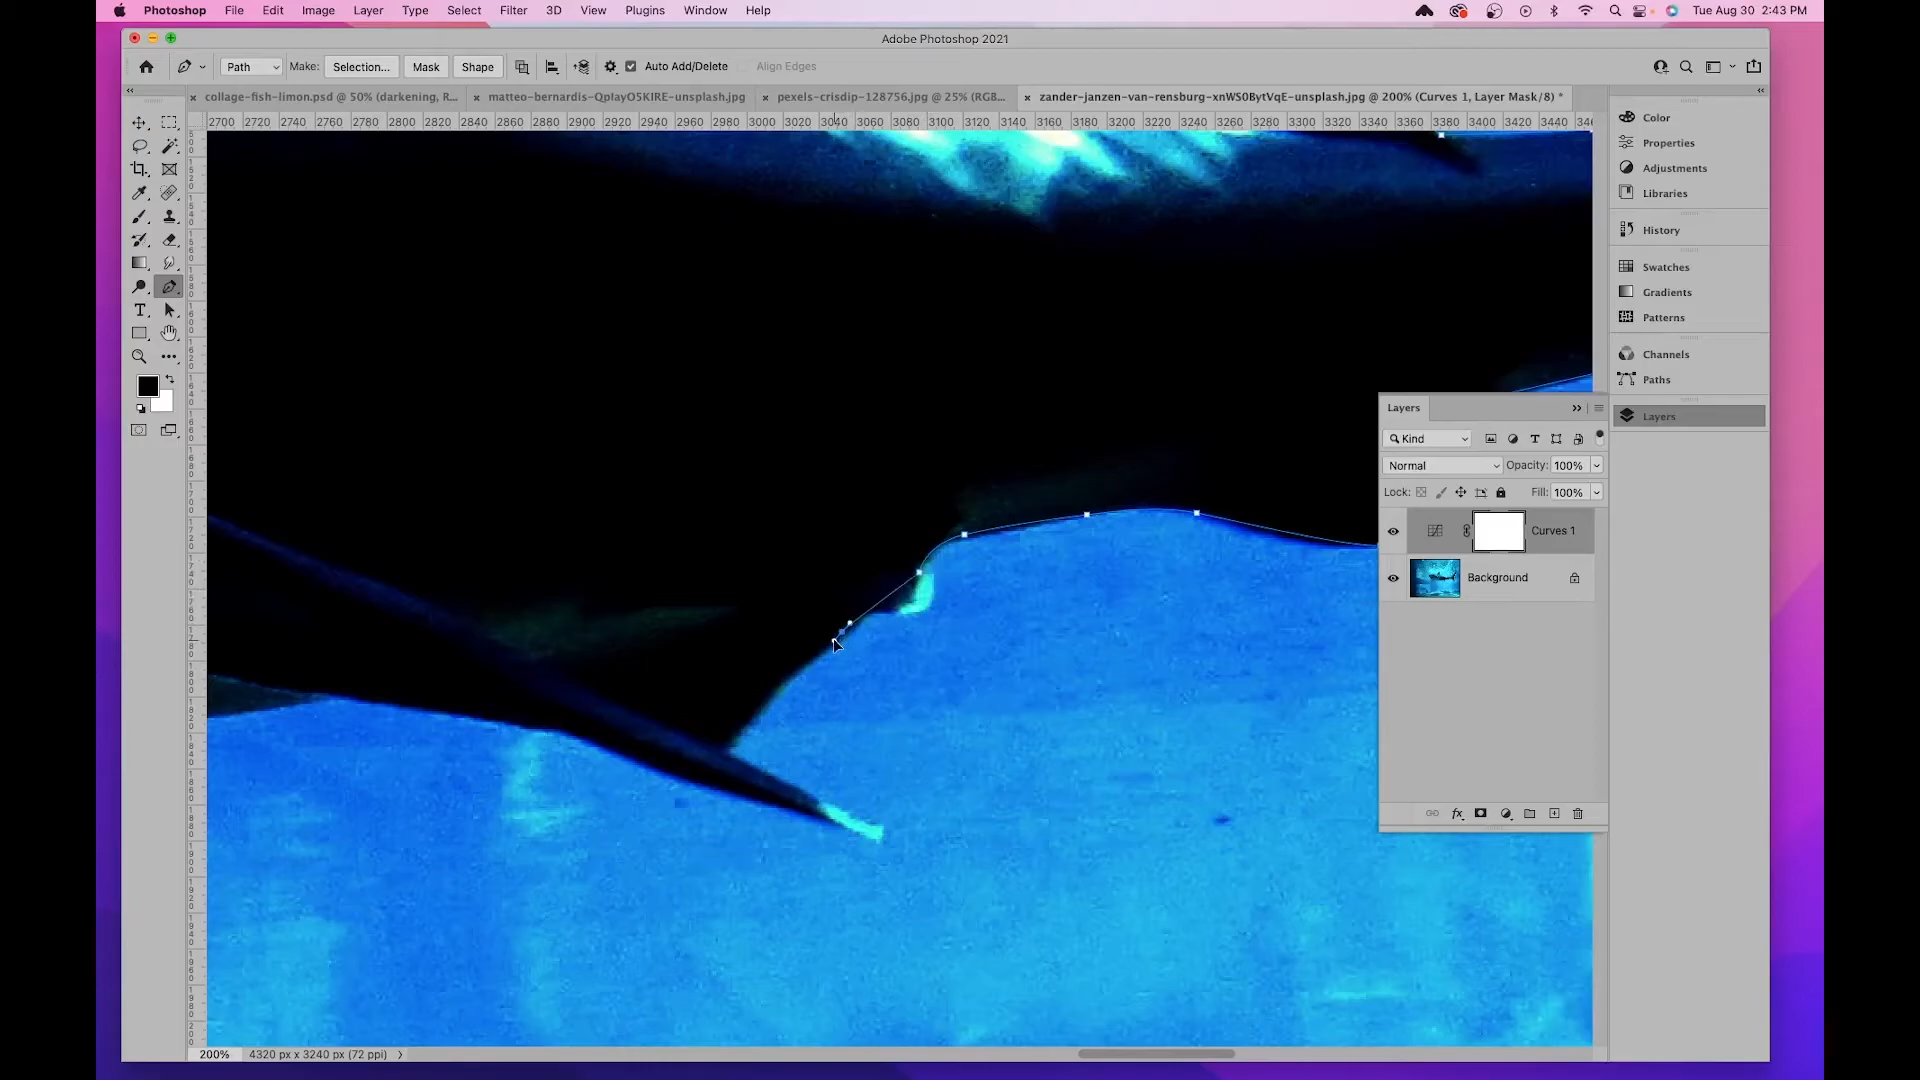 Photoshop File Edit Image Layer Type Select Filter 3D View Plugins Window Help Tue Aug 30 2:43 PM
Adobe Photoshop 2021
Path Make: Selection... Mask Shape Auto Add/Delete Align Edges
collage-fish-limon.psd @ 50% (darkening, R... matteo-bernardis-QpIayO5KIRE-unsplash.jpg pexels-crisdip-128756.jpg @ 25% (RGB... zander-janzen-van-rensburg-xnWS0BytVqE-unsplash.jpg @ 200% (Curves 1, Layer Mask/8) *
2700 2720 2740 2760 2780 2800 2820 2840 2860 2880 2900 2920 2940 2960 2980 3000 3020 3040 3060 3080 3100 3120 3140 3160 3180 3200 3220 3240 3260 3280 3300 3320 3340 3360 3380 3400 3420 3440 346
Color
Properties
Adjustments
Libraries
History
Swatches
Gradients
Patterns
Channels
Paths
Layers
Layers
Kind
Normal Opacity: 100%
Lock: Fill: 100%
Curves 1
Background
fx
200% 4320 px x 3240 px (72 ppi)